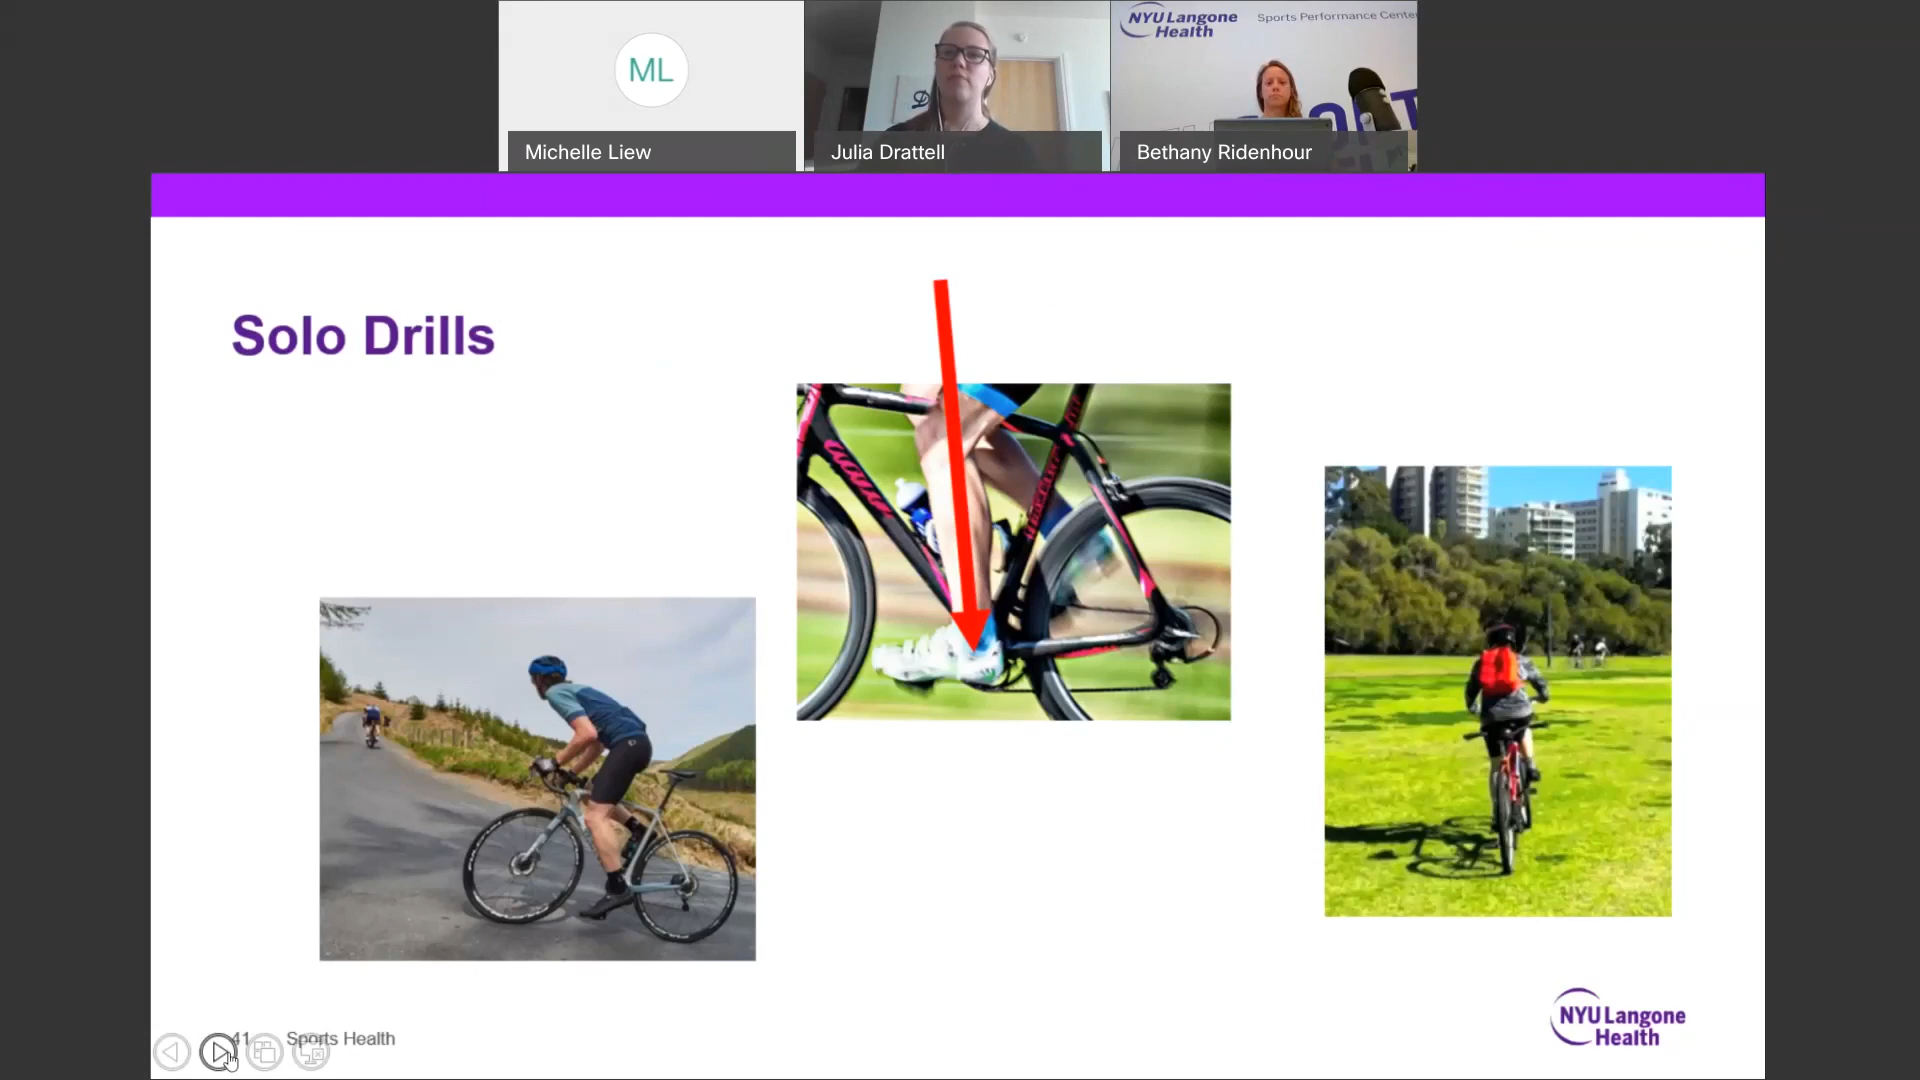 NYU Langone
Health
Sports Performance Center
ML
Michelle Liew
Julia Drattell
Bethany Ridenhour
Solo Drills
41
Sports Health
NYU Langone
Health